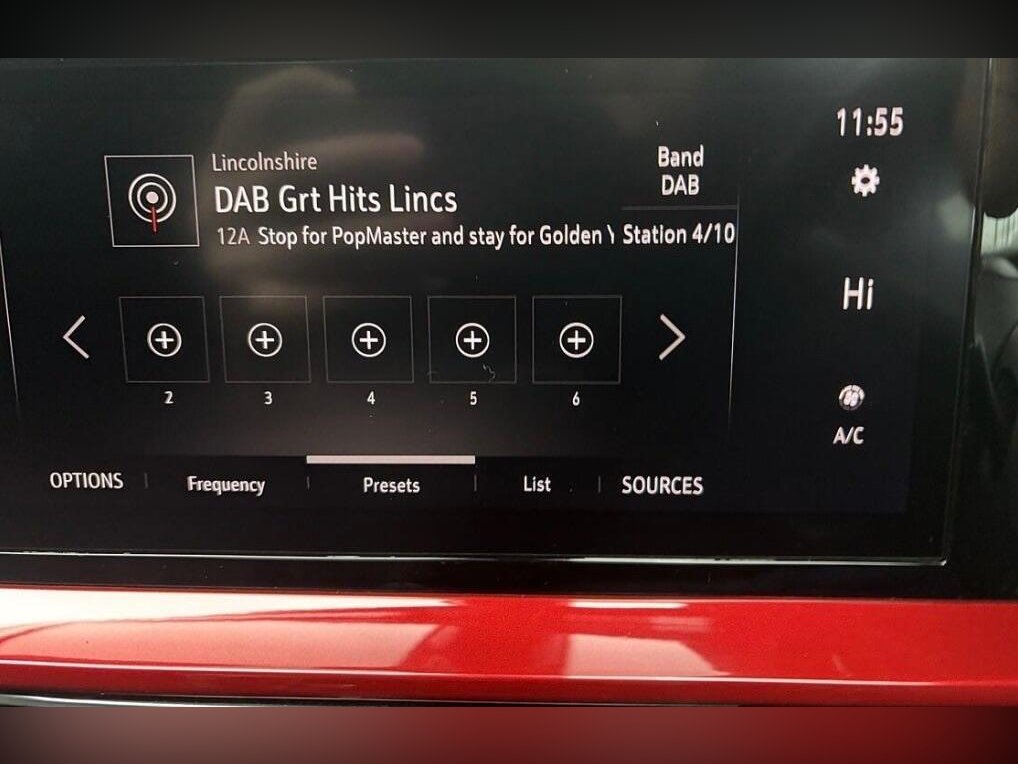 11:55
Lincolnshire
DAB Grt Hits Lincs
12A Stop for PopMaster and stay for Golden
Band
DAB
Station 4/10
Hi
2 3 4 5 6
A/C
OPTIONS Frequency Presets List SOURCES